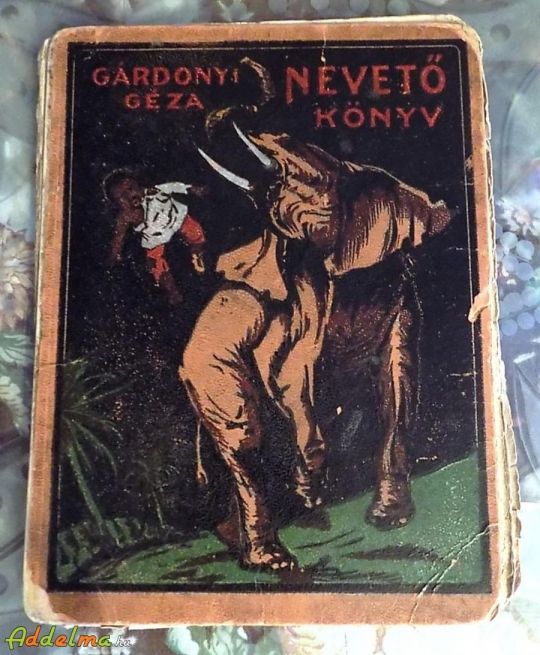 GÁRDONYI
GÉZA
NEVETŐ
KÖNYV
Addelma.hu